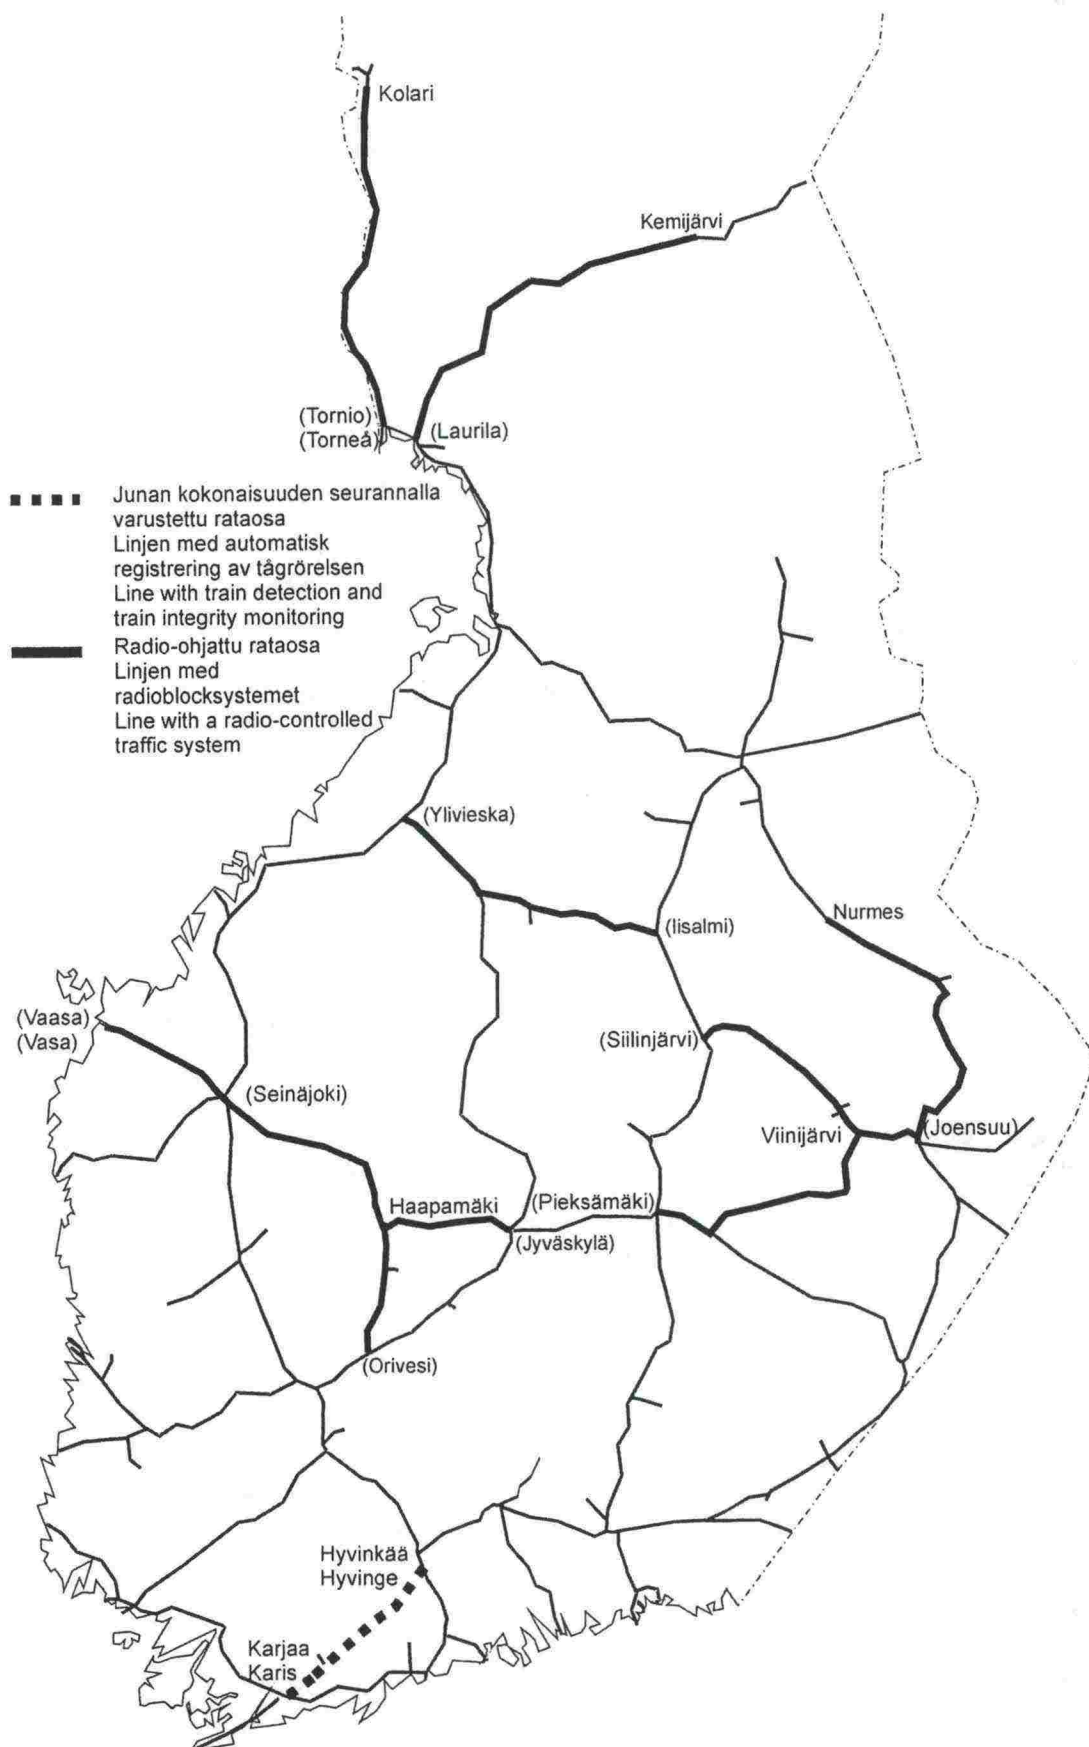 Kolari
Kemijärvi
(Tornio)
(Torneå)
(Laurila)
Junan kokonaisuuden seurannalla
varustettu rataosa
Linjen med automatisk
registrering av tågrörelsen
Line with train detection and
train integrity monitoring
Radio-ohjattu rataosa
Linjen med
radioblocksystemet
Line with a radio-controlled
traffic system
(Ylivieska)
Nurmes
(Iisalmi)
(Vaasa)
(Vasa)
(Siilinjärvi)
(Seinäjoki)
Viinijärvi
(Joensuu)
Haapamäki
(Pieksämäki)
(Jyväskylä)
(Orivesi)
Hyvinkää
Hyvinge
Karjaa
Karis